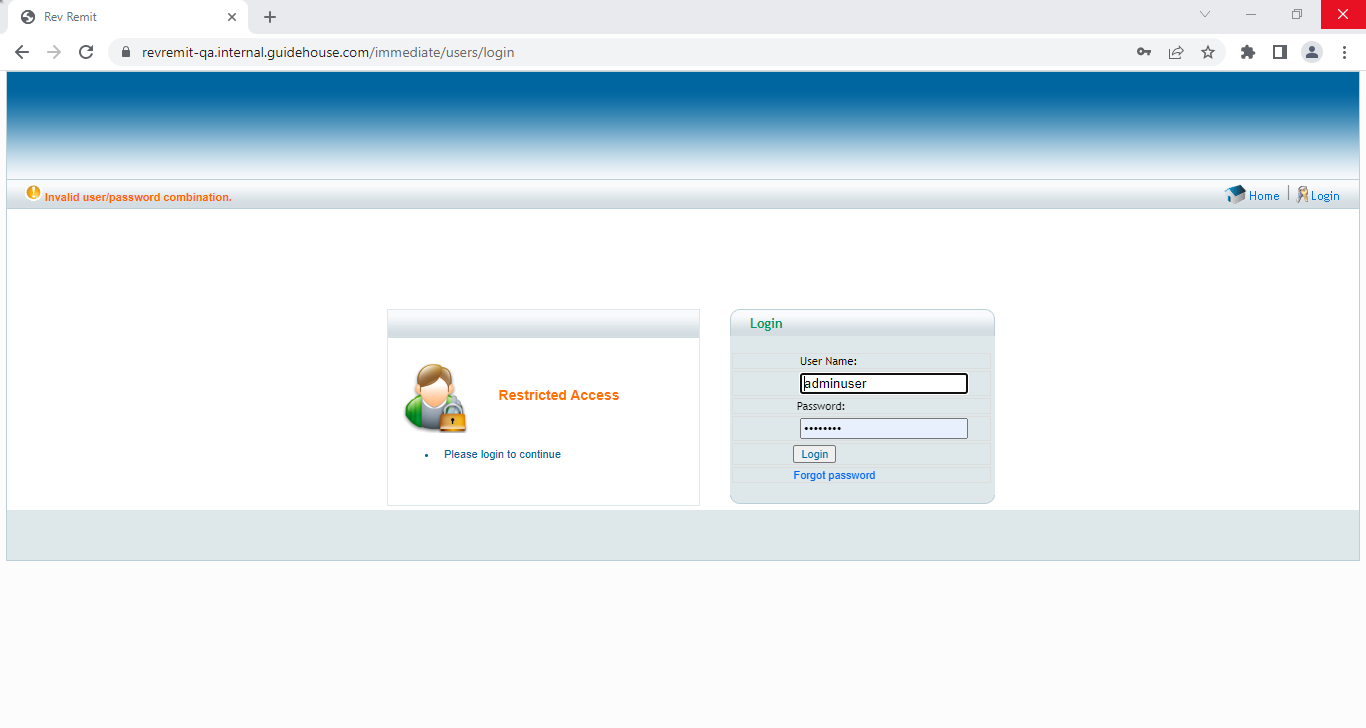 Rev Remit
revremit-qa.internal.guidehouse.com/immediate/users/login
Invalid user/password combination.
Home
Login
Login
User Name:
adminuser
Password:
••••••••
Login
Forgot password
Restricted Access
• Please login to continue